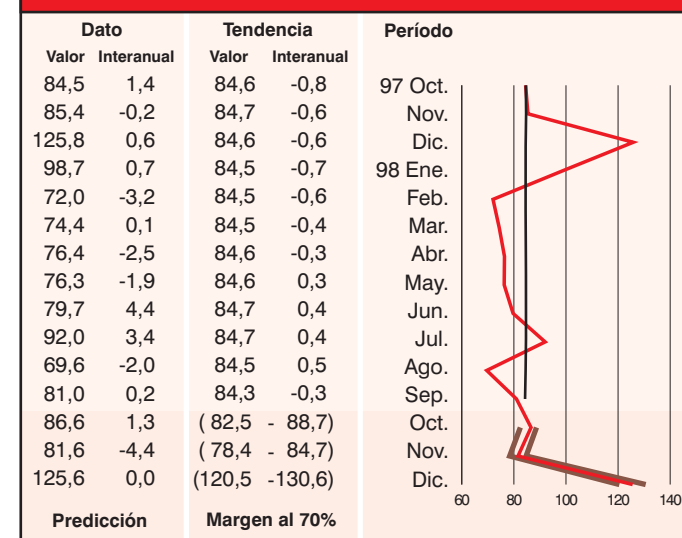 Dato Tendencia Período
Valor Interanual Valor Interanual
84,5 1,4 84,6 -0,8 97 Oct.
85,4 -0,2 84,7 -0,6 Nov.
125,8 0,6 84,6 -0,6 Dic.
98,7 0,7 84,5 -0,7 98 Ene.
72,0 -3,2 84,5 -0,6 Feb.
74,4 0,1 84,5 -0,4 Mar.
76,4 -2,5 84,6 -0,3 Abr.
76,3 -1,9 84,6 0,3 May.
79,7 4,4 84,7 0,4 Jun.
92,0 3,4 84,7 0,4 Jul.
69,6 -2,0 84,5 0,5 Ago.
81,0 0,2 84,3 -0,3 Sep.
86,6 1,3 ( 82,5 - 88,7) Oct.
81,6 -4,4 ( 78,4 - 84,7) Nov.
125,6 0,0 (120,5 -130,6) Dic.
60 80 100 120 140
Predicción Margen al 70%